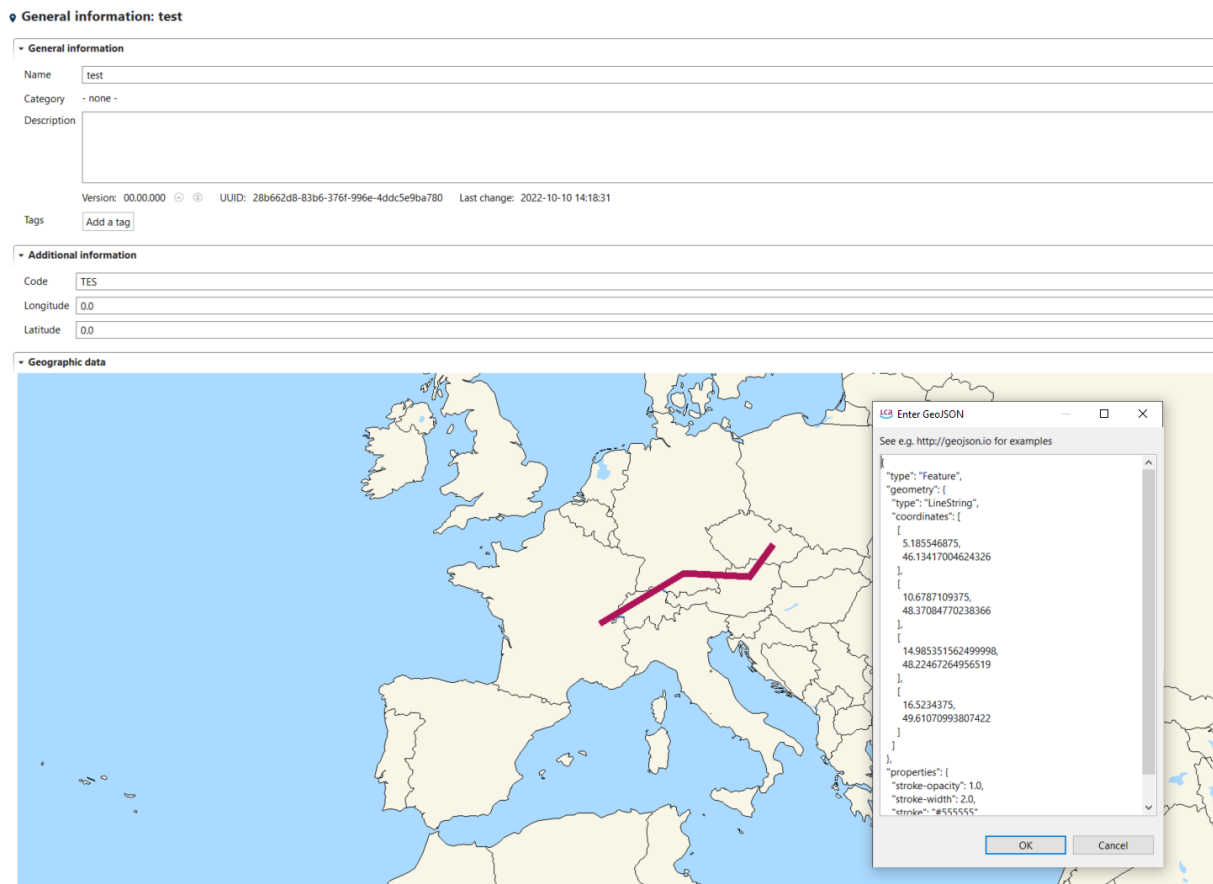 General information: test
General information
Name test
Category - none -
Description
Version: 00.00.000 UUID: 28b662d8-83b6-376f-996e-4ddc5e9ba780 Last change: 2022-10-10 14:18:31
Tags Add a tag
Additional information
Code TES
Longitude 0.0
Latitude 0.0
Geographic data
LCA Enter GeoJSON
See e.g. http://geojson.io for examples
{
"type": "Feature",
"geometry": {
"type": "LineString",
"coordinates": [
[
5.185546875,
46.13417004624326
],
[
10.6787109375,
48.37084770238366
],
[
14.985351562499998,
48.22467264956519
],
[
16.5234375,
49.61070993807422
]
]
},
"properties": {
"stroke-opacity": 1.0,
"stroke-width": 2.0,
"stroke": "#555555"
OK Cancel